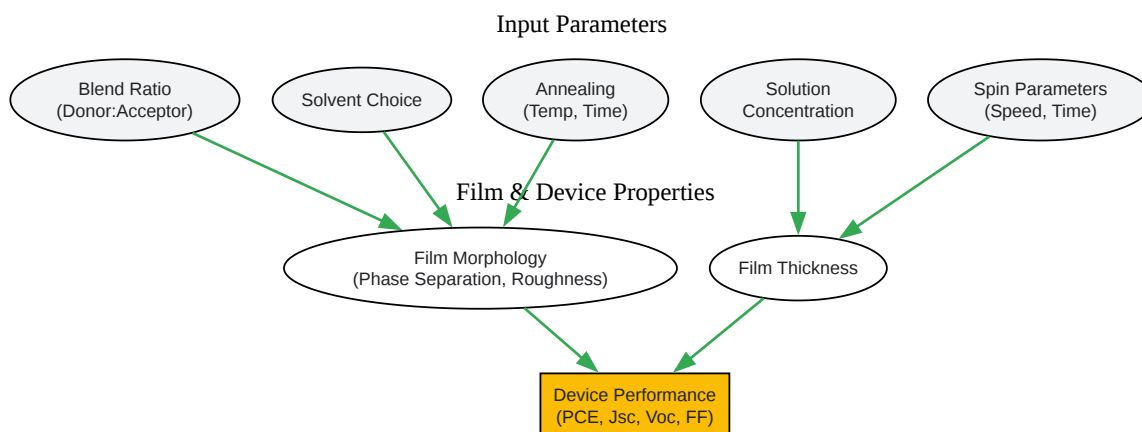 Input Parameters
Blend Ratio
(Donor:Acceptor)
Solvent Choice
Annealing
(Temp, Time)
Solution
Concentration
Spin Parameters
(Speed, Time)
Film & Device Properties
Film Morphology
(Phase Separation, Roughness)
Film Thickness
Device Performance
(PCE, Jsc, Voc, FF)